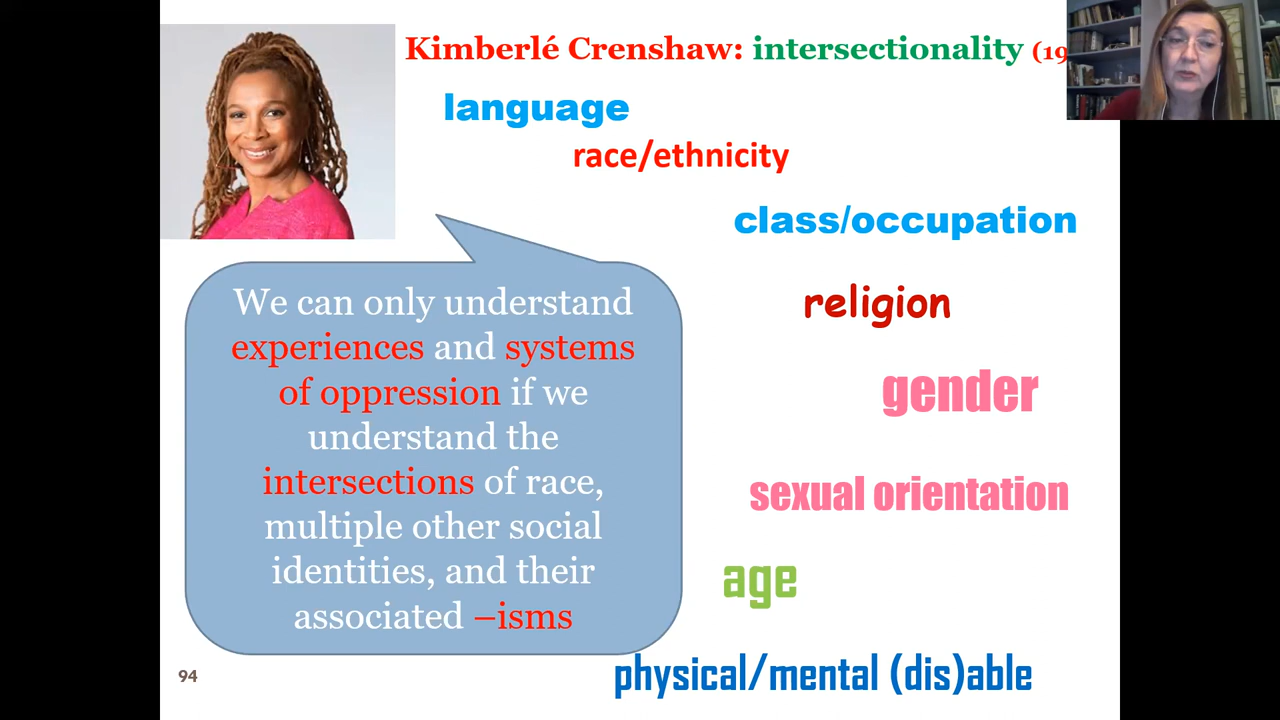 Kimberlé Crenshaw: intersectionality (19
language
race/ethnicity
class/occupation
religion
gender
sexual orientation
age
physical/mental (dis)able
We can only understand
experiences and systems
of oppression if we
understand the
intersections of race,
multiple other social
identities, and their
associated –isms
94